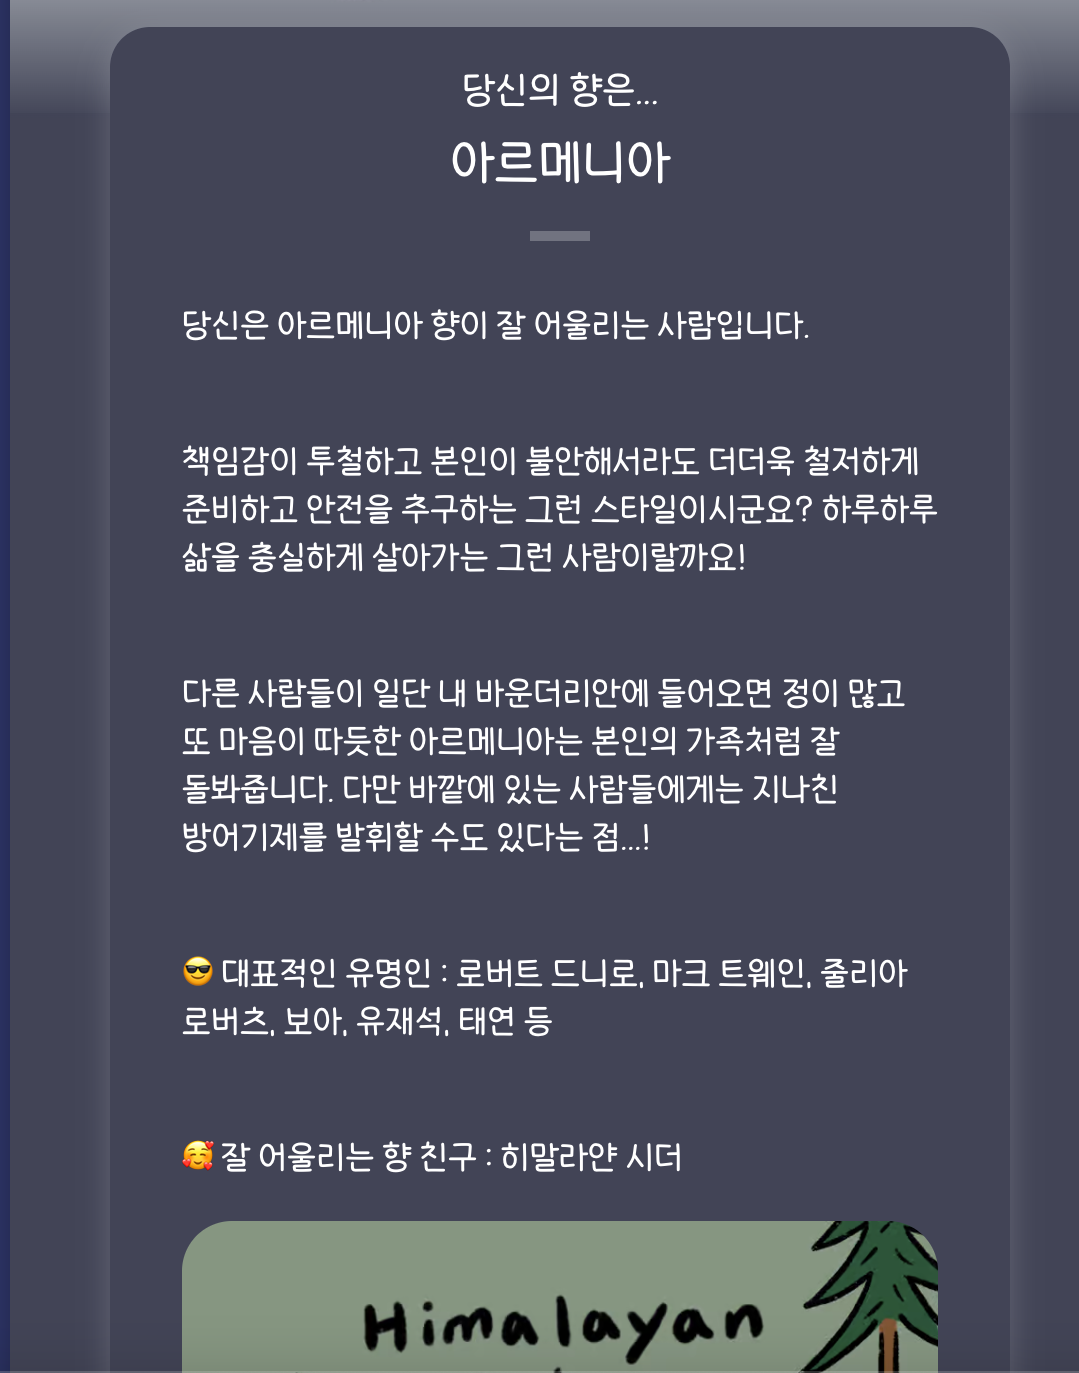 당신의 향은...
아르메니아
당신은 아르메니아 향이 잘 어울리는 사람입니다.
책임감이 투철하고 본인이 불안해서라도 더더욱 철저하게
준비하고 안전을 추구하는 그런 스타일이시군요? 하루하루
삶을 충실하게 살아가는 그런 사람이랄까요!
다른 사람들이 일단 내 바운더리안에 들어오면 정이 많고
또 마음이 따듯한 아르메니아는 본인의 가족처럼 잘
돌봐줍니다. 다만 바깥에 있는 사람들에게는 지나친
방어기제를 발휘할 수도 있다는 점...!
😎 대표적인 유명인 : 로버트 드니로, 마크 트웨인, 줄리아
로버츠, 보아, 유재석, 태연 등
🥰 잘 어울리는 향 친구 : 히말라얀 시더
Himalayan